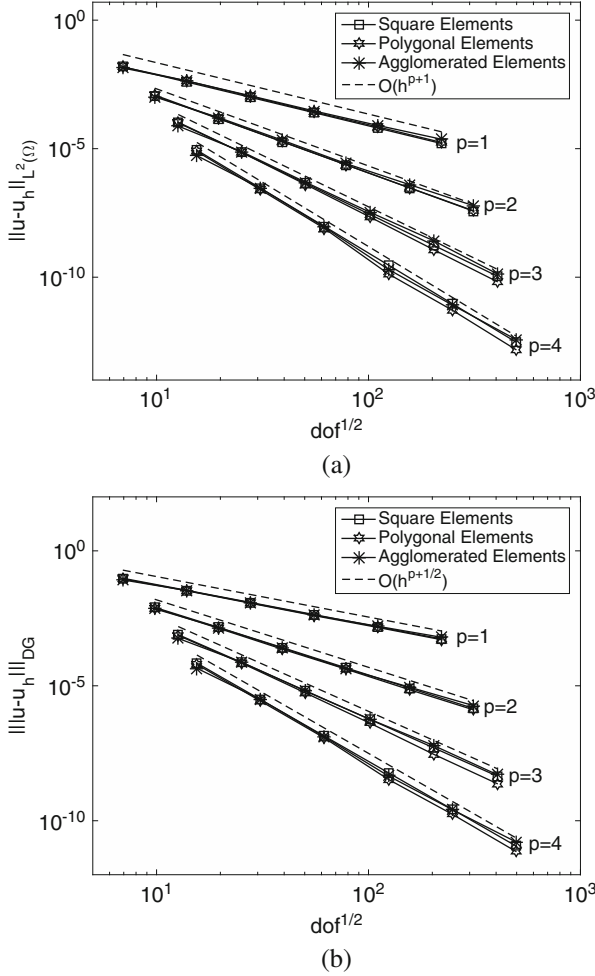 10^0
10^-5
10^-10
||u-u_h||_L^2(Ω)
Square Elements
Polygonal Elements
Agglomerated Elements
O(h^p+1)
p=1
p=2
p=3
p=4
10^1
10^2
10^3
dof^1/2
(a)
10^0
10^-5
10^-10
|||u-u_h|||_DG
Square Elements
Polygonal Elements
Agglomerated Elements
O(h^p+1/2)
p=1
p=2
p=3
p=4
10^1
10^2
10^3
dof^1/2
(b)